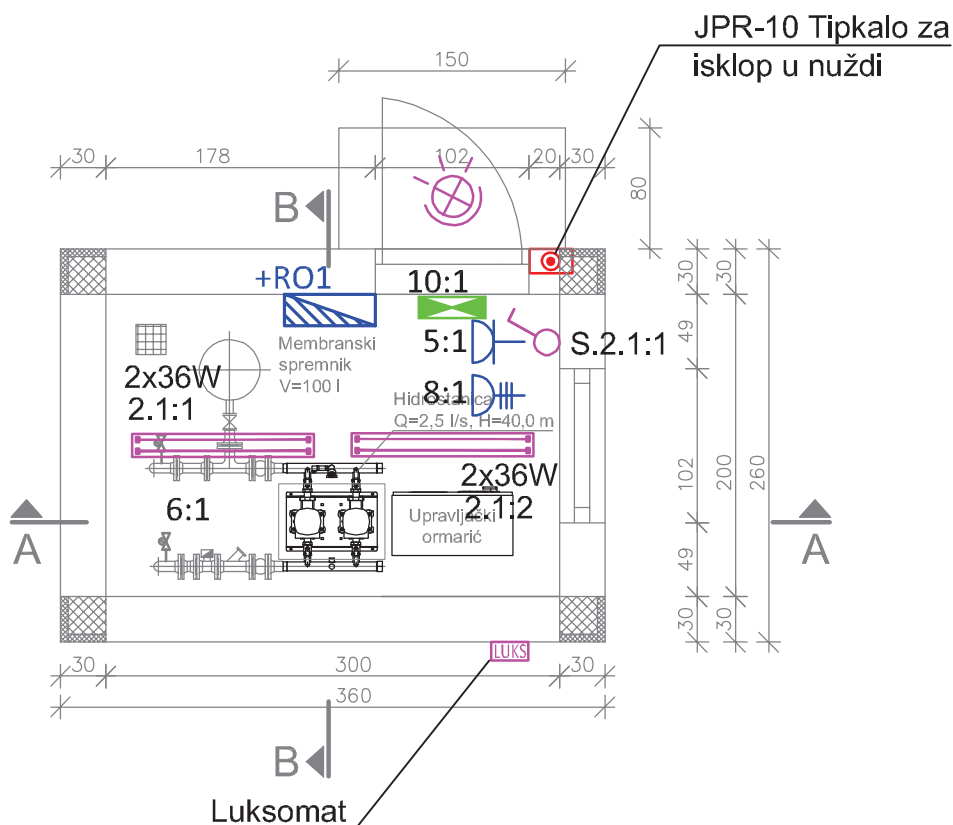 JPR-10 Tipkalo za
isklop u nuždi
150
30
178
102
20
30
80
B
+RO1
10:1
30
30
Membranski
spremnik
V=100 l
5:1
S.2.1:1
49
2x36W
2.1:1
8:1
Hidrostanica
Q=2,5 l/s, H=40,0 m
2x36W
2.1:2
102
200
260
6:1
Upravljački
ormarić
A
A
49
30
30
LUKS
30
300
30
360
B
Luksomat